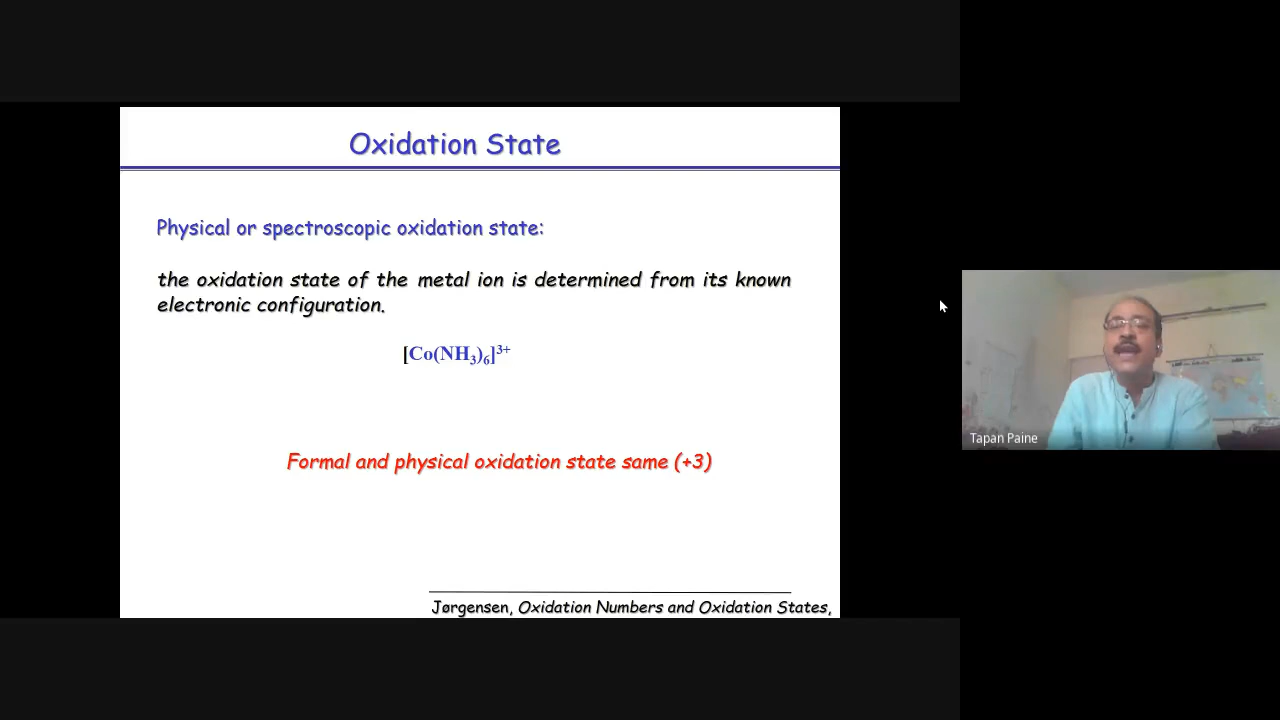 Oxidation State
Physical or spectroscopic oxidation state:
the oxidation state of the metal ion is determined from its known
electronic configuration.
[Co(NH₃)₆]³⁺
Formal and physical oxidation state same (+3)
Jørgensen, Oxidation Numbers and Oxidation States,
Tapan Paine